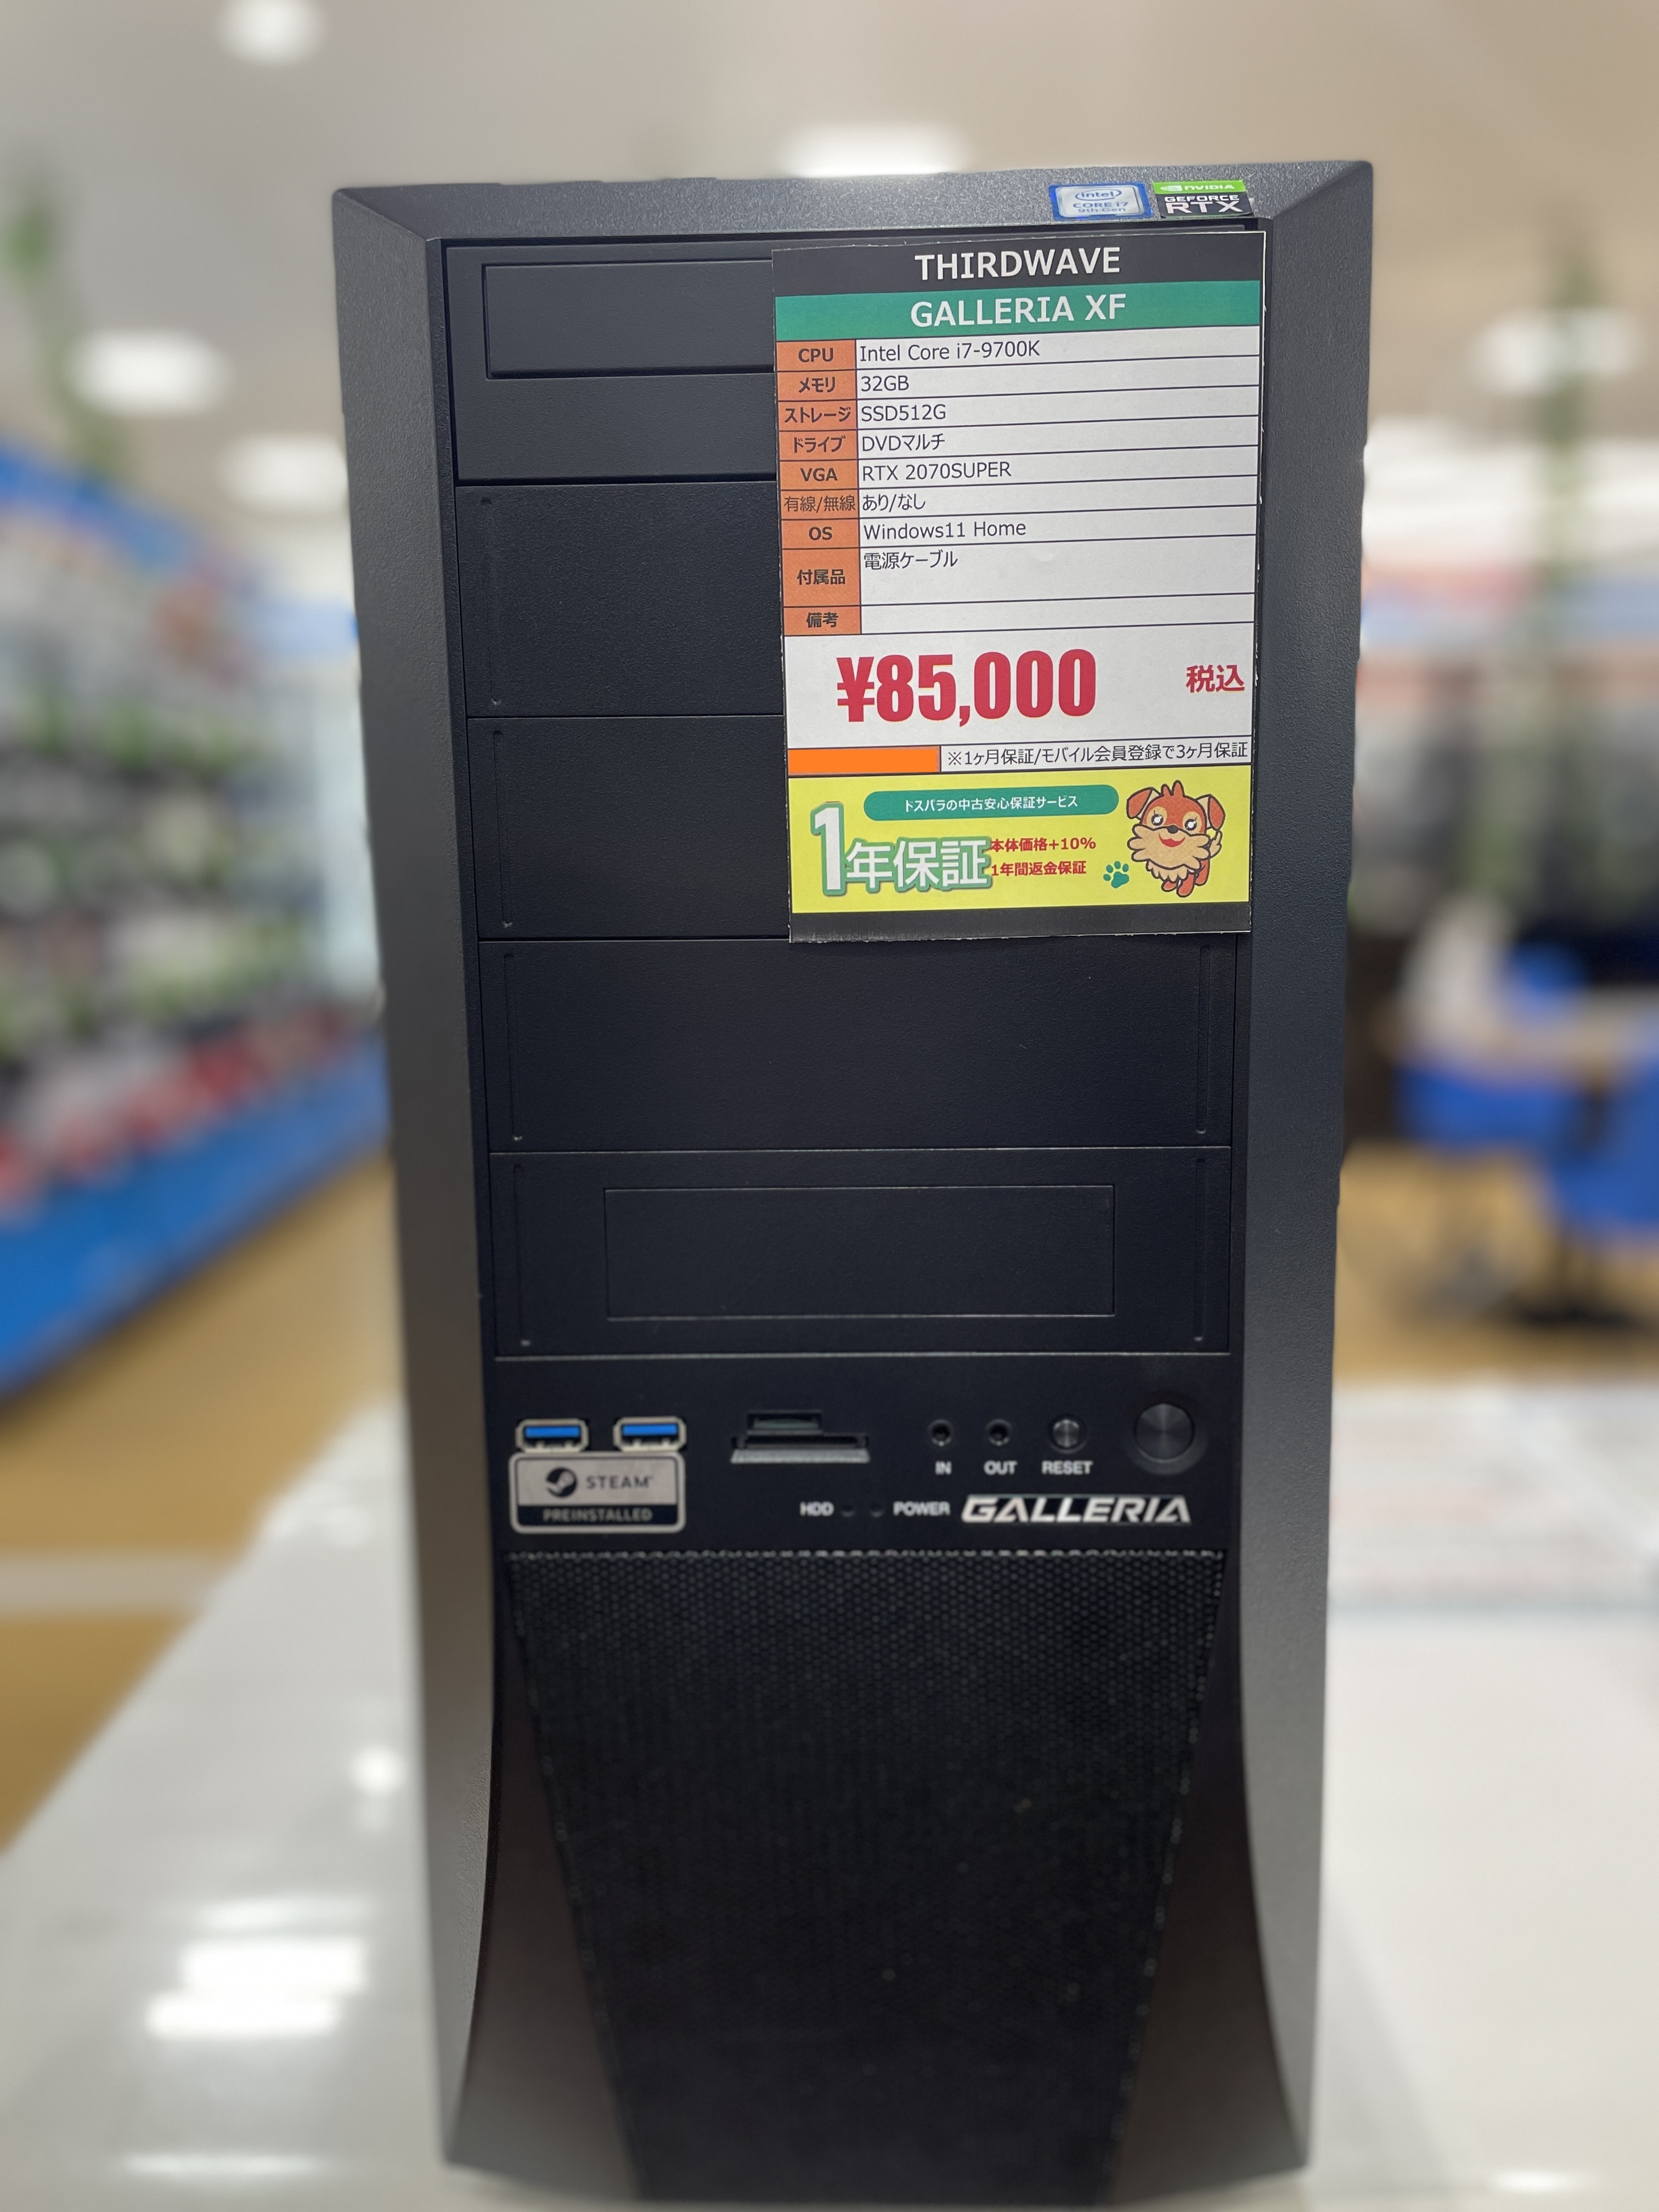 intel
CORE i7
9th Gen
NVIDIA
GEFORCE
RTX
THIRDWAVE
GALLERIA XF
CPU Intel Core i7-9700K
メモリ 32GB
ストレージ SSD512G
ドライブ DVDマルチ
VGA RTX 2070SUPER
有線/無線 あり/なし
OS Windows11 Home
付属品 電源ケーブル
備考
¥85,000 税込
※1ヶ月保証/モバイル会員登録で3ヶ月保証
ドスパラの中古安心保証サービス
1年保証
本体価格+10%
1年間返金保証
IN OUT RESET
STEAM
PREINSTALLED
HDD POWER GALLERIA